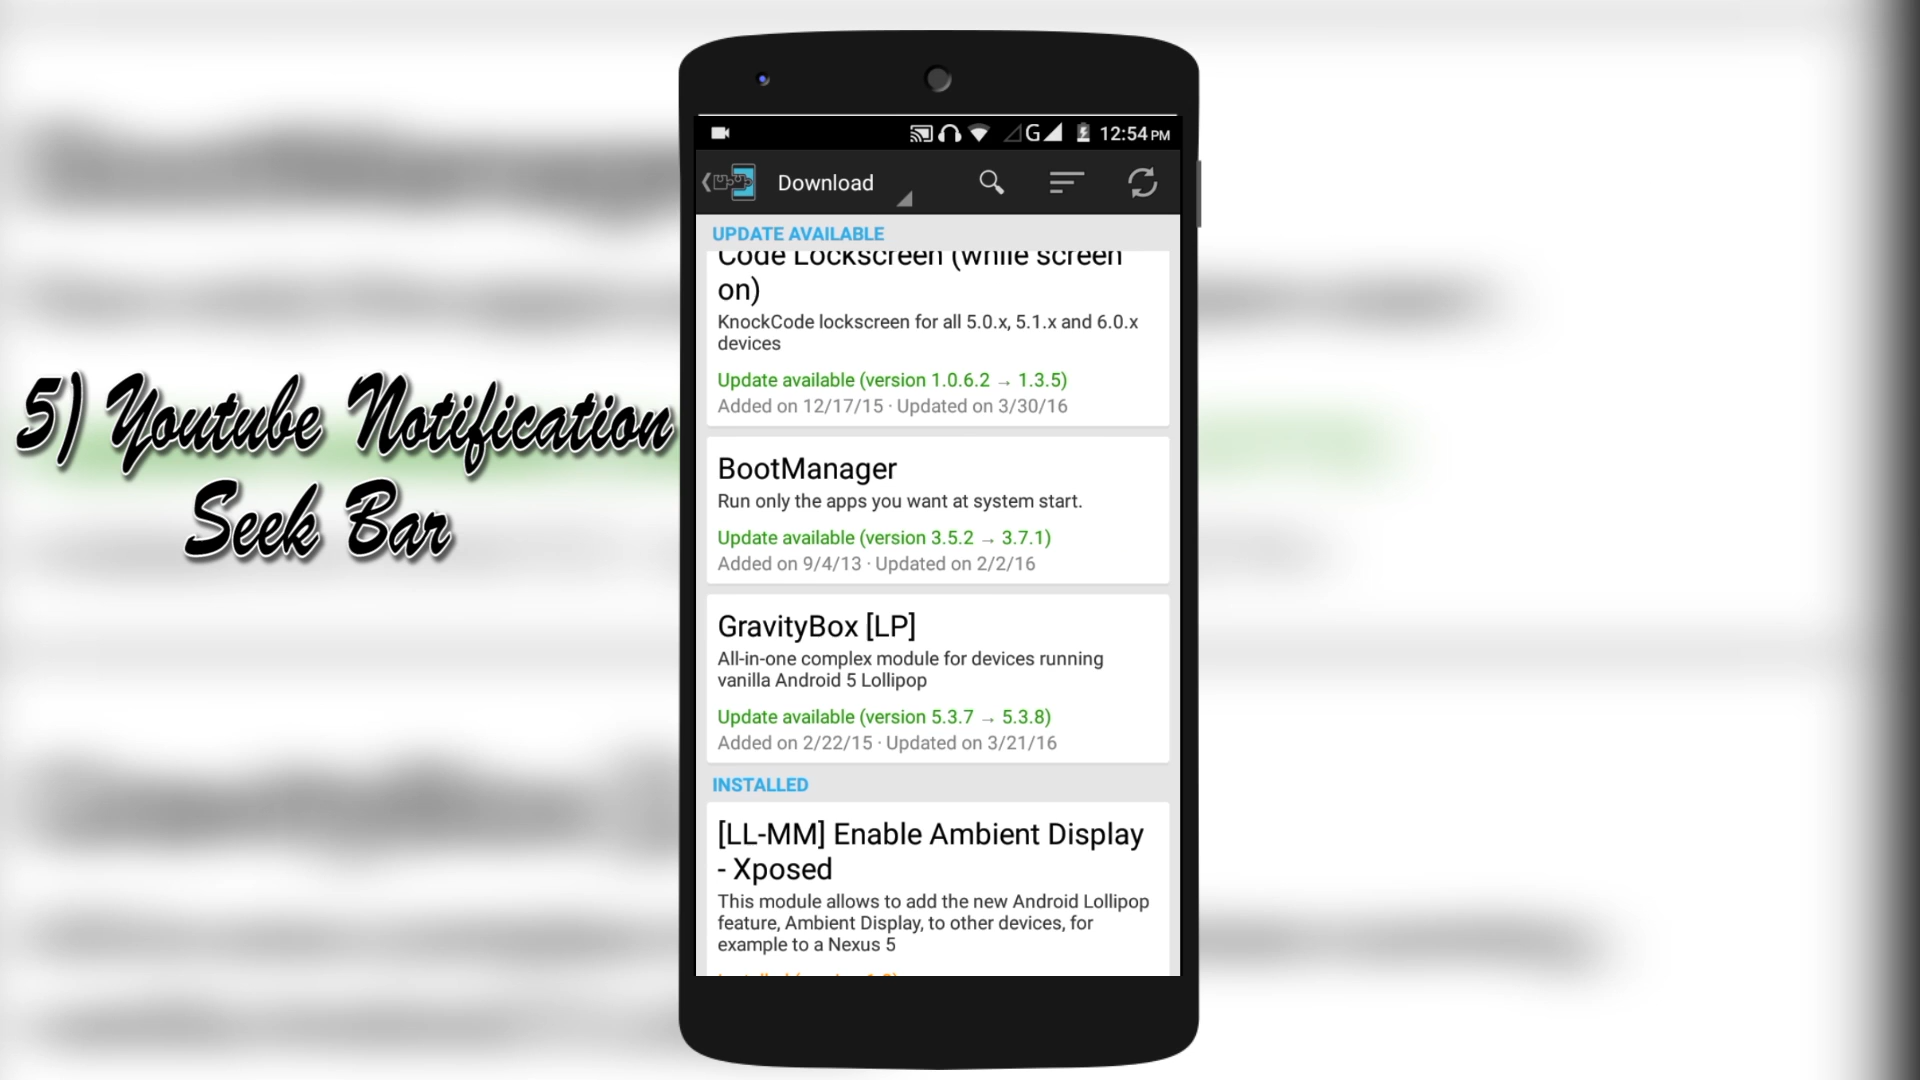 5) Youtube Notification
Seek Bar
G 12:54 PM
Download
UPDATE AVAILABLE
Code Lockscreen (while screen
on)
KnockCode lockscreen for all 5.0.x, 5.1.x and 6.0.x
devices
Update available (version 1.0.6.2 → 1.3.5)
Added on 12/17/15 · Updated on 3/30/16
BootManager
Run only the apps you want at system start.
Update available (version 3.5.2 → 3.7.1)
Added on 9/4/13 · Updated on 2/2/16
GravityBox [LP]
All-in-one complex module for devices running
vanilla Android 5 Lollipop
Update available (version 5.3.7 → 5.3.8)
Added on 2/22/15 · Updated on 3/21/16
INSTALLED
[LL-MM] Enable Ambient Display
- Xposed
This module allows to add the new Android Lollipop
feature, Ambient Display, to other devices, for
example to a Nexus 5